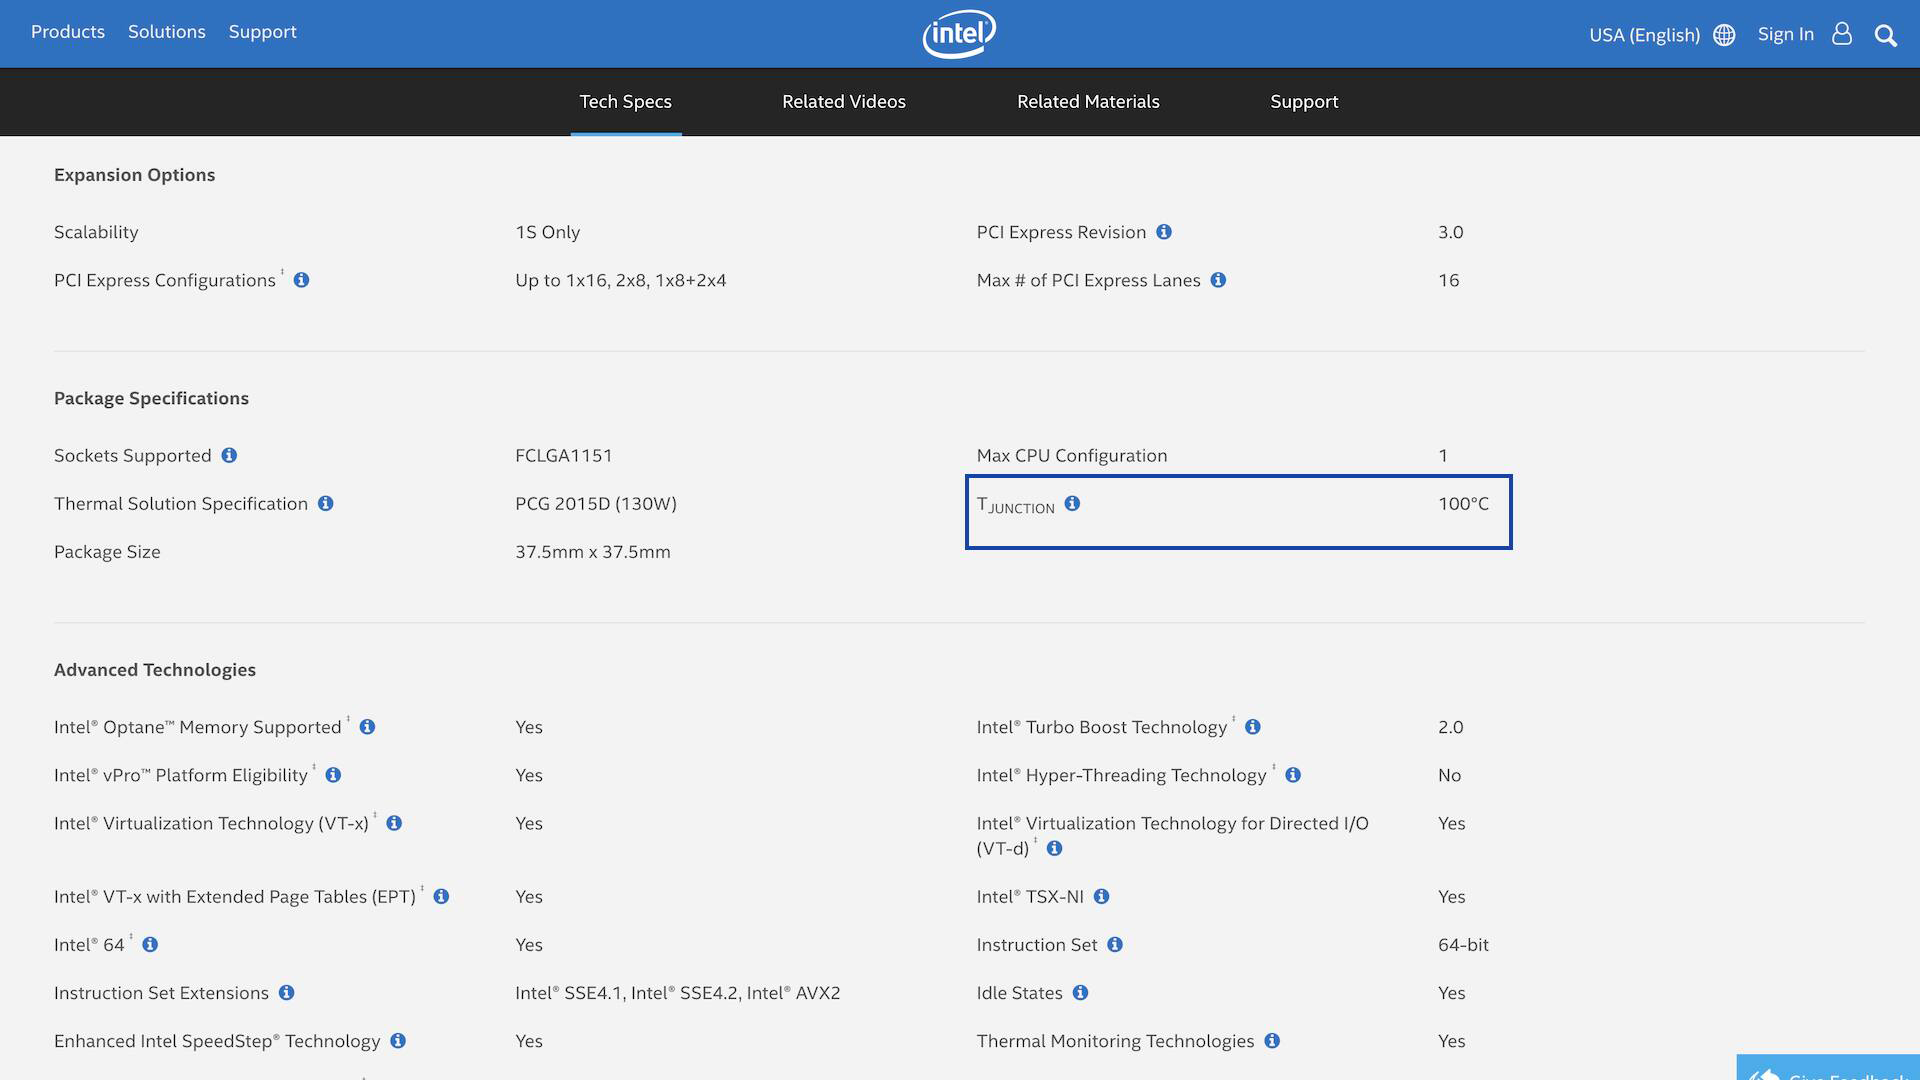 Products Solutions Support intel USA (English) Sign In
Tech Specs Related Videos Related Materials Support
Expansion Options
Scalability 1S Only PCI Express Revision 3.0
PCI Express Configurations ‡ Up to 1x16, 2x8, 1x8+2x4 Max # of PCI Express Lanes 16
Package Specifications
Sockets Supported FCLGA1151 Max CPU Configuration 1
Thermal Solution Specification PCG 2015D (130W) TJUNCTION 100°C
Package Size 37.5mm x 37.5mm
Advanced Technologies
Intel® Optane™ Memory Supported ‡ Yes Intel® Turbo Boost Technology ‡ 2.0
Intel® vPro™ Platform Eligibility ‡ Yes Intel® Hyper-Threading Technology ‡ No
Intel® Virtualization Technology (VT-x) ‡ Yes Intel® Virtualization Technology for Directed I/O Yes
(VT-d) ‡
Intel® VT-x with Extended Page Tables (EPT) ‡ Yes Intel® TSX-NI Yes
Intel® 64 ‡ Yes Instruction Set 64-bit
Instruction Set Extensions Intel® SSE4.1, Intel® SSE4.2, Intel® AVX2 Idle States Yes
Enhanced Intel SpeedStep® Technology Yes Thermal Monitoring Technologies Yes
Give Feedback